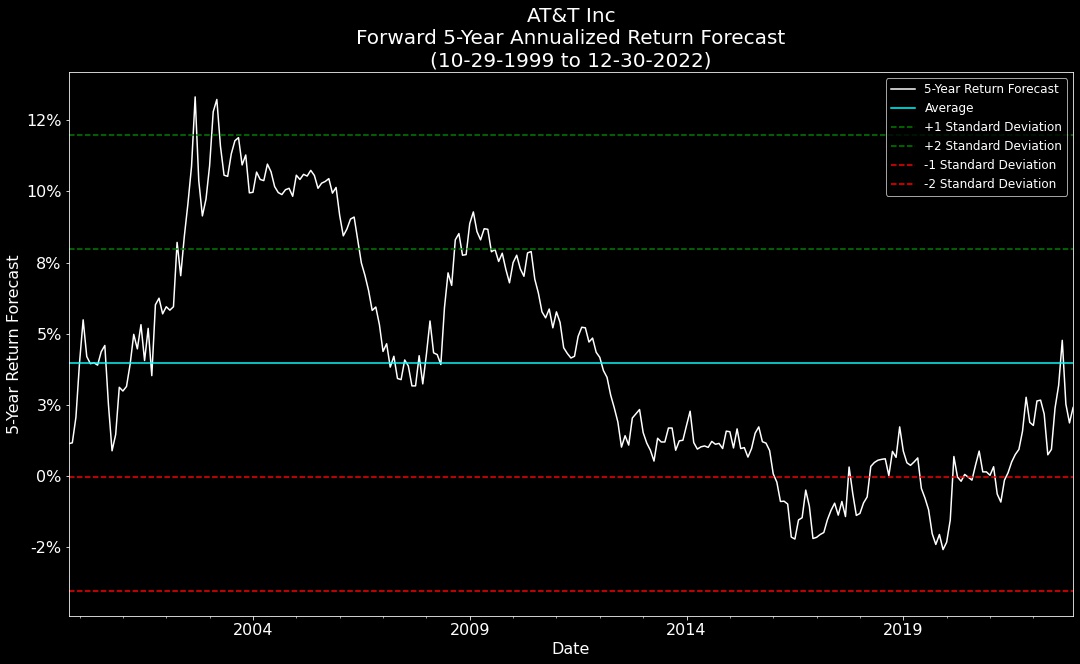 AT&T Inc
Forward 5-Year Annualized Return Forecast
(10-29-1999 to 12-30-2022)
5-Year Return Forecast
Average
+1 Standard Deviation
+2 Standard Deviation
-1 Standard Deviation
-2 Standard Deviation
5-Year Return Forecast
12%
10%
8%
5%
3%
0%
-2%
2004 2009 2014 2019
Date